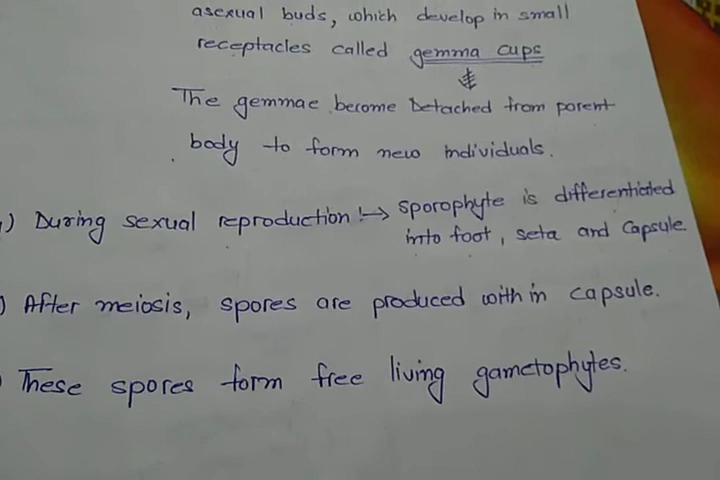 asexual buds, which develop in small
receptacles called gemma cups
The gemmae become Detached from parent
body to form new individuals.
) During sexual reproduction :→ sporophyte is differentiated
into foot, seta and Capsule.
) After meiosis, spores are produced within capsule.
These spores form free living gametophytes.